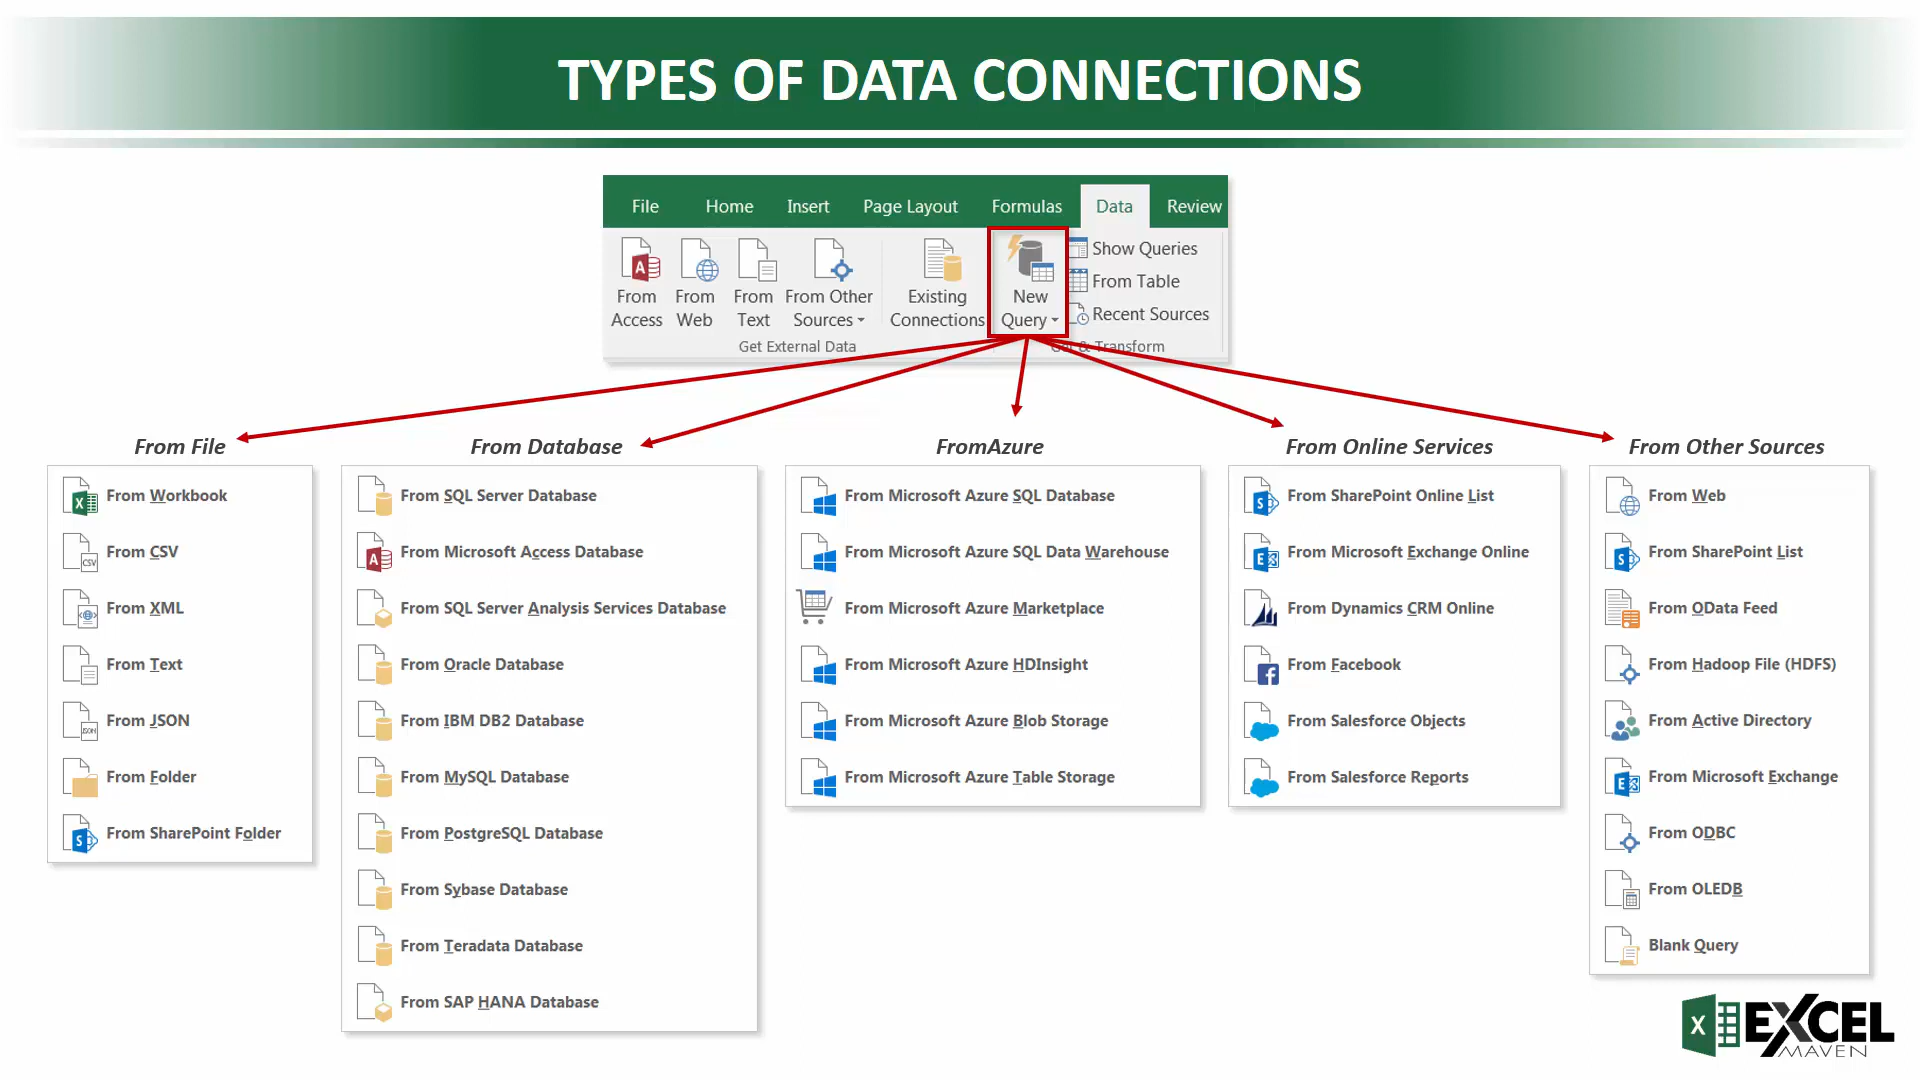 TYPES OF DATA CONNECTIONS
File Home Insert Page Layout Formulas Data Review
From Access
From Web
From Text
From Other Sources
Existing Connections
New Query
Show Queries
From Table
Recent Sources
Get External Data
Get & Transform
From File
From Workbook
From CSV
From XML
From Text
From JSON
From Folder
From SharePoint Folder
From Database
From SQL Server Database
From Microsoft Access Database
From SQL Server Analysis Services Database
From Oracle Database
From IBM DB2 Database
From MySQL Database
From PostgreSQL Database
From Sybase Database
From Teradata Database
From SAP HANA Database
FromAzure
From Microsoft Azure SQL Database
From Microsoft Azure SQL Data Warehouse
From Microsoft Azure Marketplace
From Microsoft Azure HDInsight
From Microsoft Azure Blob Storage
From Microsoft Azure Table Storage
From Online Services
From SharePoint Online List
From Microsoft Exchange Online
From Dynamics CRM Online
From Facebook
From Salesforce Objects
From Salesforce Reports
From Other Sources
From Web
From SharePoint List
From OData Feed
From Hadoop File (HDFS)
From Active Directory
From Microsoft Exchange
From ODBC
From OLEDB
Blank Query
EXCEL
MAVEN